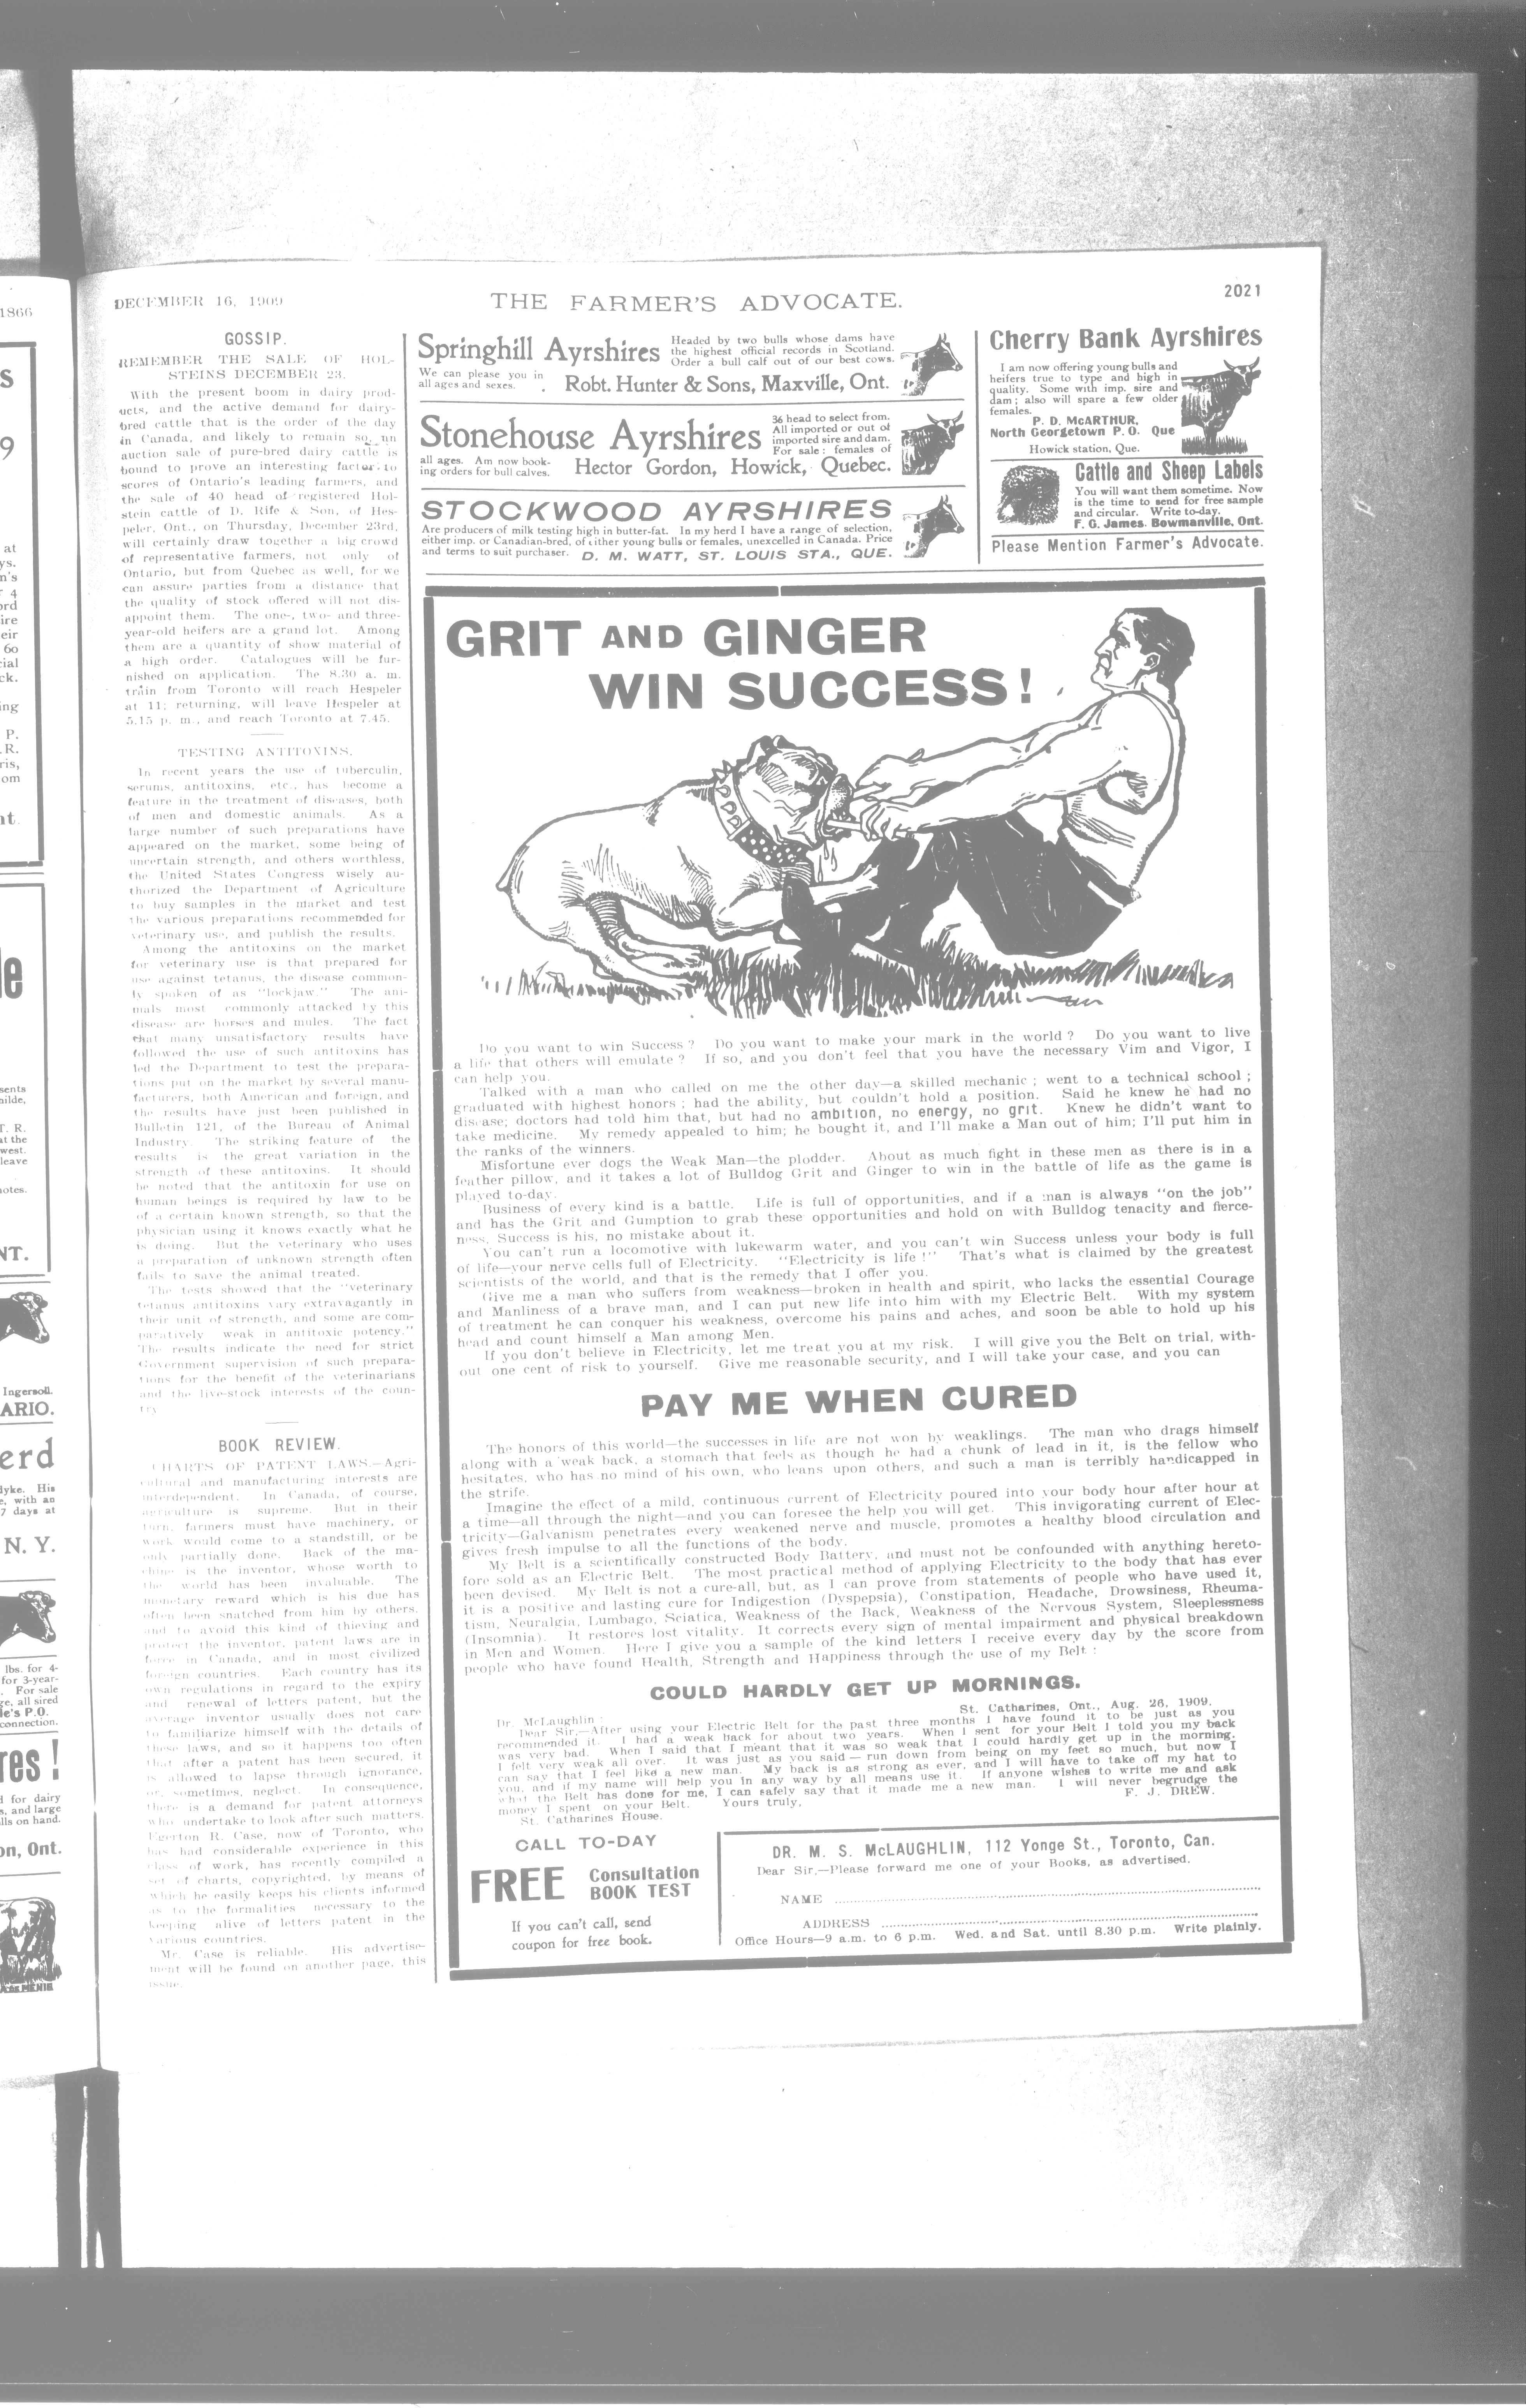 DECEMBER 16, 1909
THE FARMER'S ADVOCATE.
2021
GOSSIP.
REMEMBER THE SALE OF HOL-
STEINS DECEMBER 23.
With the present boom in dairy prod-
ucts, and the active demand for dairy-
bred cattle that is the order of the day
in Canada, and likely to remain so, an
auction sale of pure-bred dairy cattle is
bound to prove an interesting factor to
scores of Ontario's leading farmers, and
the sale of 40 head of registered Hol-
stein cattle of D. Rife & Son, of Hes-
peler, Ont., on Thursday, December 23rd,
will certainly draw together a big crowd
of representative farmers, not only of
Ontario, but from Quebec as well, for we
can assure parties from a distance that
the quality of stock offered will not dis-
appoint them. The one-, two- and three-
year-old heifers are a grand lot. Among
them are a quantity of show material of
a high order. Catalogues will be fur-
nished on application. The 8.30 a. m.
train from Toronto will reach Hespeler
at 11; returning, will leave Hespeler at
5.15 p. m., and reach Toronto at 7.45.
TESTING ANTITOXINS.
In recent years the use of tuberculin,
serums, antitoxins, etc., has become a
feature in the treatment of diseases, both
of men and domestic animals. As a
large number of such preparations have
appeared on the market, some being of
uncertain strength, and others worthless,
the United States Congress wisely au-
thorized the Department of Agriculture
to buy samples in the market and test
the various preparations recommended for
veterinary use, and publish the results.
Among the antitoxins on the market
for veterinary use is that prepared for
use against tetanus, the disease common-
ly spoken of as "lockjaw." The ani-
mals most commonly attacked by this
disease are horses and mules. The fact
that many unsatisfactory results have
followed the use of such antitoxins has
led the Department to test the prepara-
tions put on the market by several manu-
facturers, both American and foreign, and
the results have just been published in
Bulletin 121, of the Bureau of Animal
Industry. The striking feature of the
results is the great variation in the
strength of these antitoxins. It should
be noted that the antitoxin for use on
human beings is required by law to be
of a certain known strength, so that the
physician using it knows exactly what he
is doing. But the veterinary who uses
a preparation of unknown strength often
fails to save the animal treated.
The tests showed that the "veterinary
tetanus antitoxins vary extravagantly in
their unit of strength, and some are com-
paratively weak in antitoxic potency."
The results indicate the need for strict
Government supervision of such prepara-
tions for the benefit of the veterinarians
and the live-stock interests of the coun-
try.
BOOK REVIEW.
CHARTS OF PATENT LAWS.—Agri-
cultural and manufacturing interests are
interdependent. In Canada, of course,
agriculture is supreme. But in their
turn, farmers must have machinery, or
work would come to a standstill, or be
only partially done. Back of the ma-
chine is the inventor, whose worth to
the world has been invaluable. The
monetary reward which is his due has
often been snatched from him by others,
and to avoid this kind of thieving and
protect the inventor, patent laws are in
force in Canada, and in most civilized
foreign countries. Each country has its
own regulations in regard to the expiry
and renewal of letters patent, but the
average inventor usually does not care
to familiarize himself with the details of
these laws, and so it happens too often
that after a patent has been secured, it
is allowed to lapse through ignorance,
or, sometimes, neglect. In consequence,
there is a demand for patent attorneys
who undertake to look after such matters.
Egerton R. Case, now of Toronto, who
has had considerable experience in this
class of work, has recently compiled a
set of charts, copyrighted, by means of
which he easily keeps his clients informed
as to the formalities necessary to the
keeping alive of letters patent in the
various countries.
Mr. Case is reliable. His advertise-
ment will be found on another page, this
issue.
Springhill Ayrshires
Headed by two bulls whose dams have
the highest official records in Scotland.
Order a bull calf out of our best cows.
We can please you in
all ages and sexes.
Robt. Hunter & Sons, Maxville, Ont.
Stonehouse Ayrshires
36 head to select from.
All imported or out of
imported sire and dam.
For sale: females of
all ages. Am now book-
ing orders for bull calves.
Hector Gordon, Howick, Quebec.
STOCKWOOD AYRSHIRES
Are producers of milk testing high in butter-fat. In my herd I have a range of selection,
either imp. or Canadian-bred, of either young bulls or females, unexcelled in Canada. Price
and terms to suit purchaser. D. M. WATT, ST. LOUIS STA., QUE.
Cherry Bank Ayrshires
I am now offering young bulls and
heifers true to type and high in
quality. Some with imp. sire and
dam; also will spare a few older
females.
P. D. McARTHUR,
North Georgetown P. O. Que
Howick station, Que.
Cattle and Sheep Labels
You will want them sometime. Now
is the time to send for free sample
and circular. Write to-day.
F. G. James. Bowmanville, Ont.
Please Mention Farmer's Advocate.
GRIT AND GINGER
WIN SUCCESS!
Do you want to win Success? Do you want to make your mark in the world? Do you want to live
a life that others will emulate? If so, and you don't feel that you have the necessary Vim and Vigor, I
can help you.
Talked with a man who called on me the other day—a skilled mechanic; went to a technical school;
graduated with highest honors; had the ability, but couldn't hold a position. Said he knew he had no
disease; doctors had told him that, but had no ambition, no energy, no grit. Knew he didn't want to
take medicine. My remedy appealed to him; he bought it, and I'll make a Man out of him; I'll put him in
the ranks of the winners.
Misfortune ever dogs the Weak Man—the plodder. About as much fight in these men as there is in a
feather pillow, and it takes a lot of Bulldog Grit and Ginger to win in the battle of life as the game is
played to-day.
Business of every kind is a battle. Life is full of opportunities, and if a man is always "on the job"
and has the Grit and Gumption to grab these opportunities and hold on with Bulldog tenacity and fierce-
ness, Success is his, no mistake about it.
You can't run a locomotive with lukewarm water, and you can't win Success unless your body is full
of life—your nerve cells full of Electricity. "Electricity is life!" That's what is claimed by the greatest
scientists of the world, and that is the remedy that I offer you.
Give me a man who suffers from weakness—broken in health and spirit, who lacks the essential Courage
and Manliness of a brave man, and I can put new life into him with my Electric Belt. With my system
of treatment he can conquer his weakness, overcome his pains and aches, and soon be able to hold up his
head and count himself a Man among Men.
If you don't believe in Electricity, let me treat you at my risk. I will give you the Belt on trial, with-
out one cent of risk to yourself. Give me reasonable security, and I will take your case, and you can
PAY ME WHEN CURED
The honors of this world—the successes in life are not won by weaklings. The man who drags himself
along with a weak back, a stomach that feels as though he had a chunk of lead in it, is the fellow who
hesitates, who has no mind of his own, who leans upon others, and such a man is terribly handicapped in
the strife.
Imagine the effect of a mild, continuous current of Electricity poured into your body hour after hour at
a time—all through the night—and you can foresee the help you will get. This invigorating current of Elec-
tricity—Galvanism penetrates every weakened nerve and muscle, promotes a healthy blood circulation and
gives fresh impulse to all the functions of the body.
My Belt is a scientifically constructed Body Battery, and must not be confounded with anything hereto-
fore sold as an Electric Belt. The most practical method of applying Electricity to the body that has ever
been devised. My Belt is not a cure-all, but, as I can prove from statements of people who have used it,
it is a positive and lasting cure for Indigestion (Dyspepsia), Constipation, Headache, Drowsiness, Rheuma-
tism, Neuralgia, Lumbago, Sciatica, Weakness of the Back, Weakness of the Nervous System, Sleeplessness
(Insomnia). It restores lost vitality. It corrects every sign of mental impairment and physical breakdown
in Men and Women. Here I give you a sample of the kind letters I receive every day by the score from
people who have found Health, Strength and Happiness through the use of my Belt:
COULD HARDLY GET UP MORNINGS.
St. Catharines, Ont., Aug. 26, 1909.
Dr. McLaughlin:
Dear Sir,—After using your Electric Belt for the past three months I have found it to be just as you
recommended it. I had a weak back for about two years. When I sent for your Belt I told you my back
was very bad. When I said that I meant that it was so weak that I could hardly get up in the morning.
I felt very weak all over. It was just as you said—run down from being on my feet so much, but now I
can say that I feel like a new man. My back is as strong as ever, and I will have to take off my hat to
you, and if my name will help you in any way by all means use it. If anyone wishes to write me and ask
what the Belt has done for me, I can safely say that it made me a new man. I will never begrudge the
money I spent on your Belt. Yours truly, F. J. DREW.
St. Catharines House.
CALL TO-DAY
FREE Consultation
BOOK TEST
If you can't call, send
coupon for free book.
DR. M. S. McLAUGHLIN, 112 Yonge St., Toronto, Can.
Dear Sir,—Please forward me one of your Books, as advertised.
NAME
ADDRESS
Office Hours—9 a.m. to 6 p.m. Wed. and Sat. until 8.30 p.m. Write plainly.